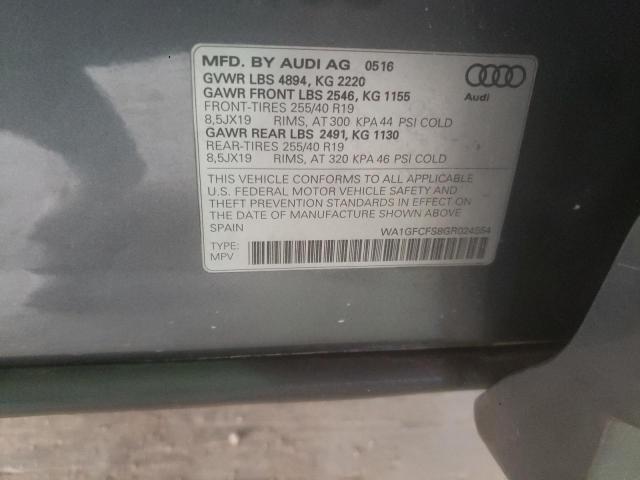 MFD. BY AUDI AG 0516
GVWR LBS 4894, KG 2220
GAWR FRONT LBS 2546, KG 1155
FRONT-TIRES 255/40 R19
8,5JX19 RIMS, AT 300 KPA 44 PSI COLD
GAWR REAR LBS 2491, KG 1130
REAR-TIRES 255/40 R19
8,5JX19 RIMS, AT 320 KPA 46 PSI COLD
Audi
THIS VEHICLE CONFORMS TO ALL APPLICABLE
U.S. FEDERAL MOTOR VEHICLE SAFETY AND
THEFT PREVENTION STANDARDS IN EFFECT ON
THE DATE OF MANUFACTURE SHOWN ABOVE.
SPAIN
WA1GFCFS8GR024554
TYPE:
MPV